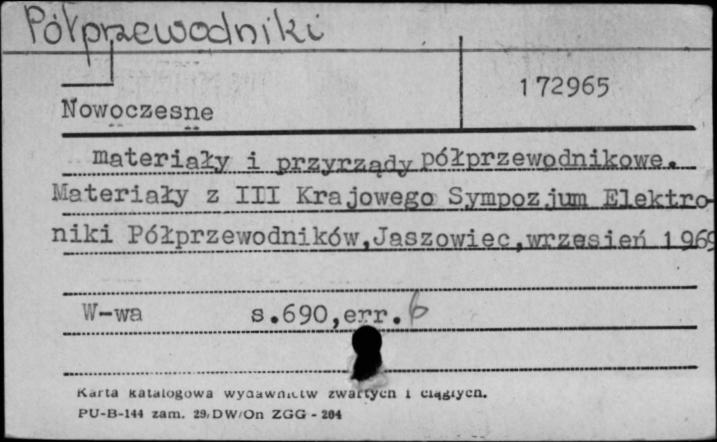 Półprzewodniki
172965
Nowoczesne
materiały i przyrządy półprzewodnikowe.
Materiały z III Krajowego Sympozjum Elektro-
niki Półprzewodników,Jaszowiec,wrzesień 1969
W-wa s.690,err. 6
Karta katalogowa wydawnictw zwartych i ciągłych.
PU-B-144 zam. 29/DW/On ZGG - 204